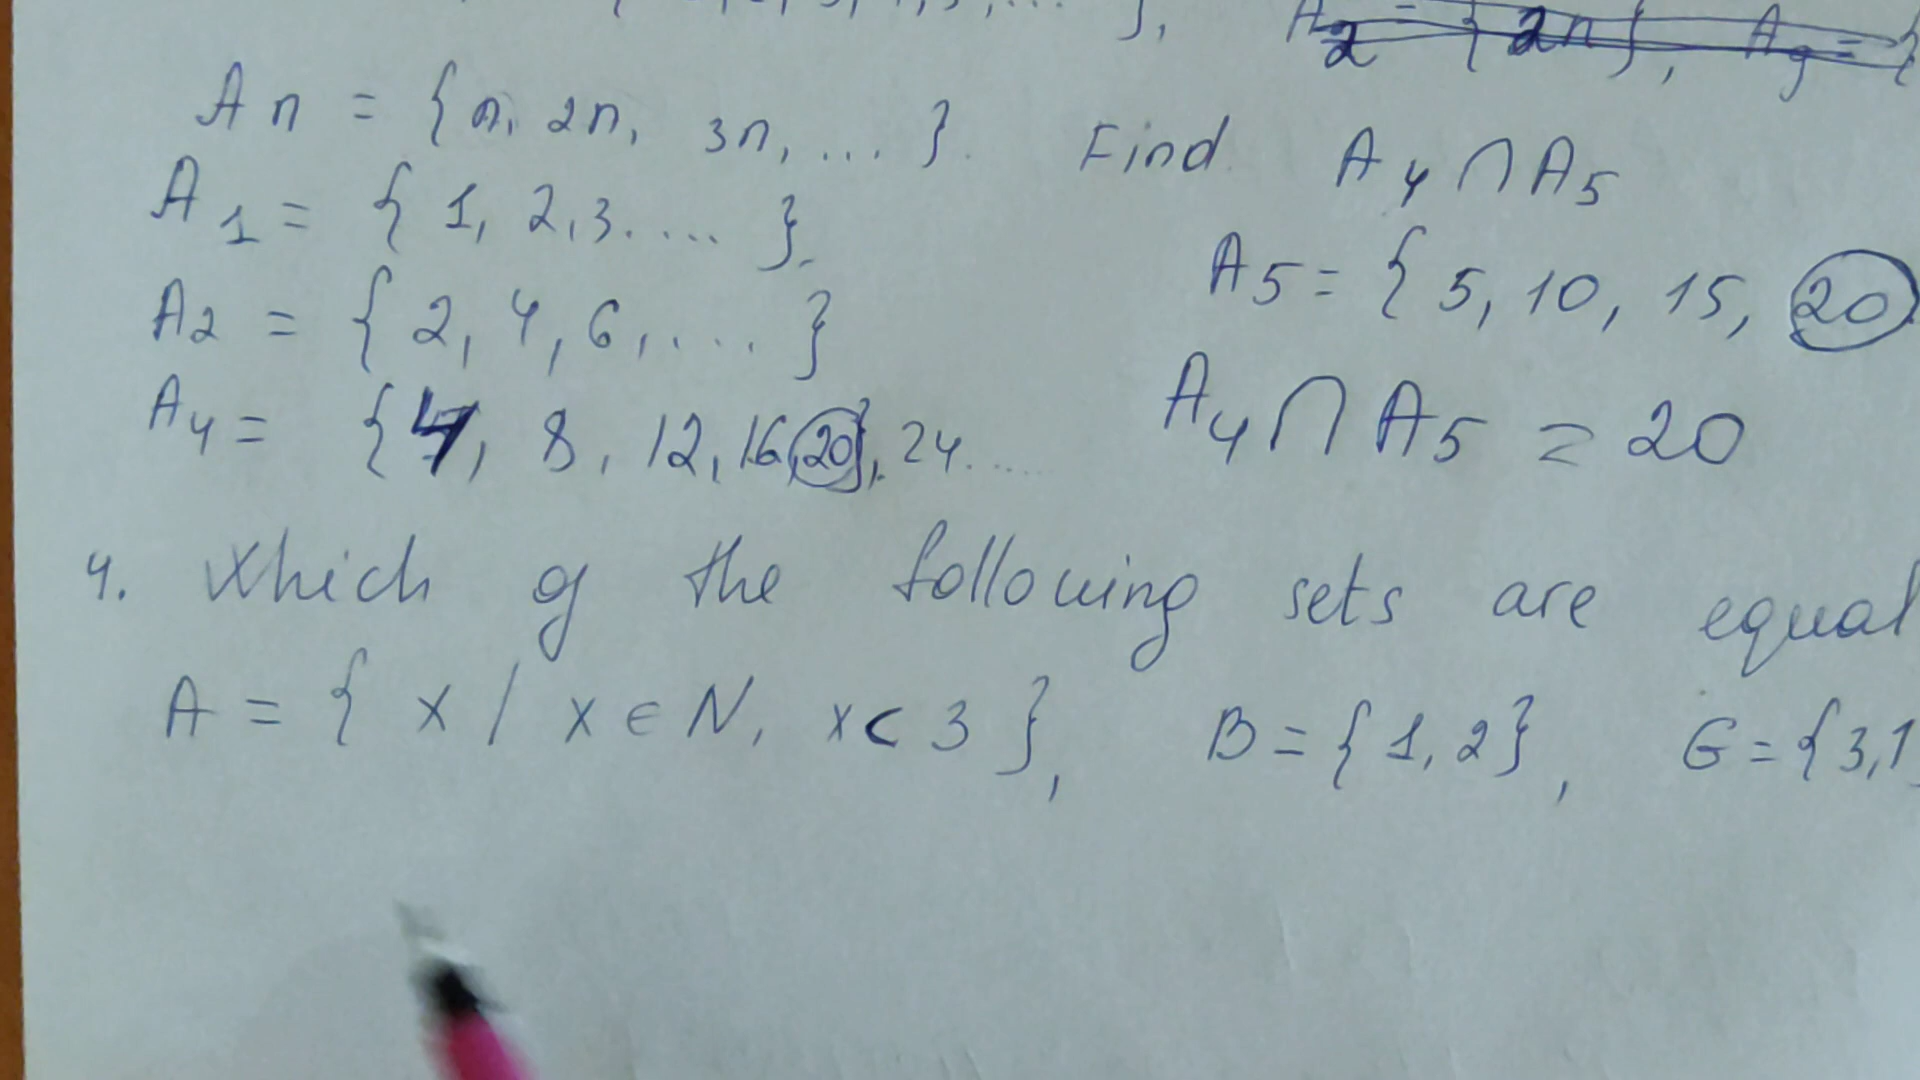 An = {n, 2n, 3n, ... }. Find A4 ∩ A5
A1 = { 1, 2, 3. .... }.
A5 = { 5, 10, 15, 20
A2 = { 2, 4, 6, .... }
A4 = { 4, 8, 12, 16, 20}, 24. .....
A4 ∩ A5 = 20
4. Which of the following sets are equal
A = { x / x ∈ N, x < 3 }, B = { 1, 2 }, G = { 3, 1